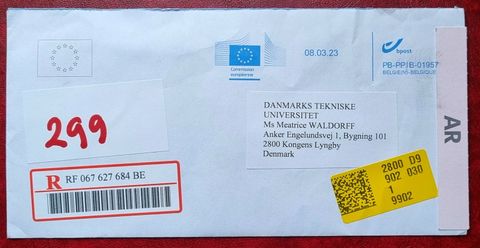 Commission
européenne
08.03.23
bpost
PB-PP|B-01957
BELGIE(N)-BELGIQUE
DANMARKS TEKNISKE
UNIVERSITET
Ms Meatrice WALDORFF
Anker Engelundsvej 1, Bygning 101
2800 Kongens Lyngby
Denmark
299
R RF 067 627 684 BE
AR
2800 D9
902 030
1
9902